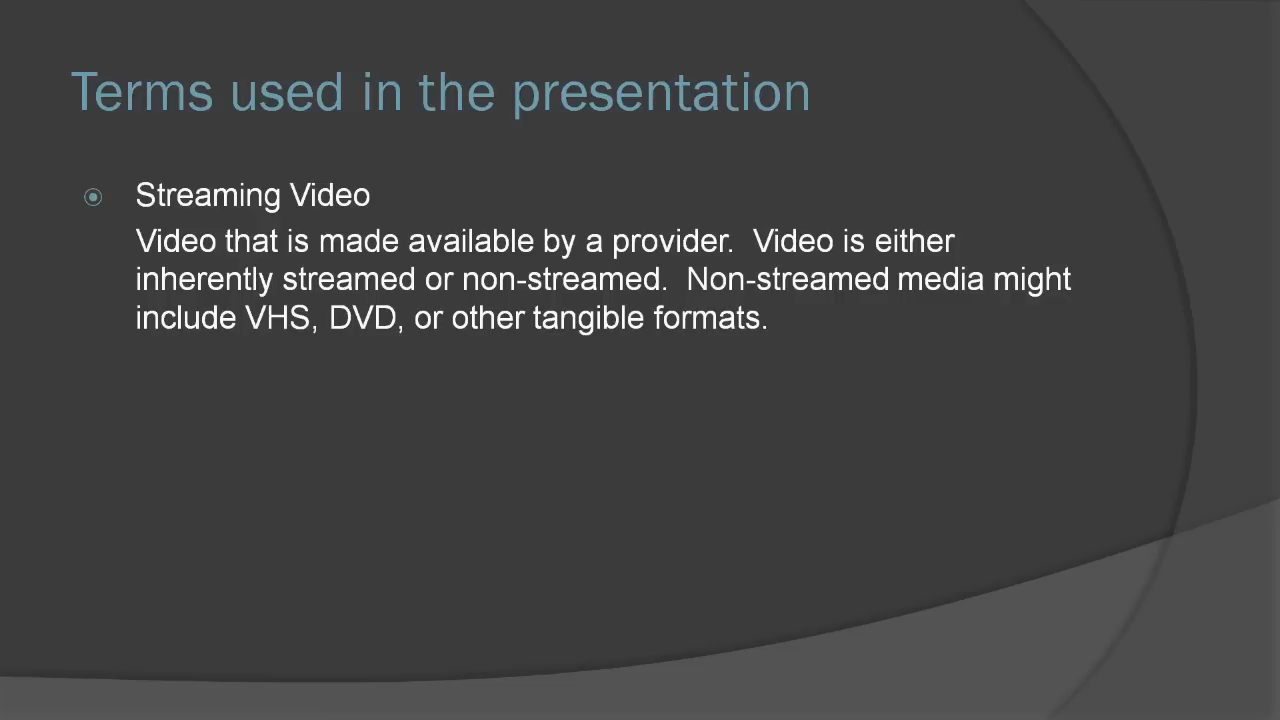 Terms used in the presentation
Streaming Video
Video that is made available by a provider.  Video is either
inherently streamed or non-streamed.  Non-streamed media might
include VHS, DVD, or other tangible formats.